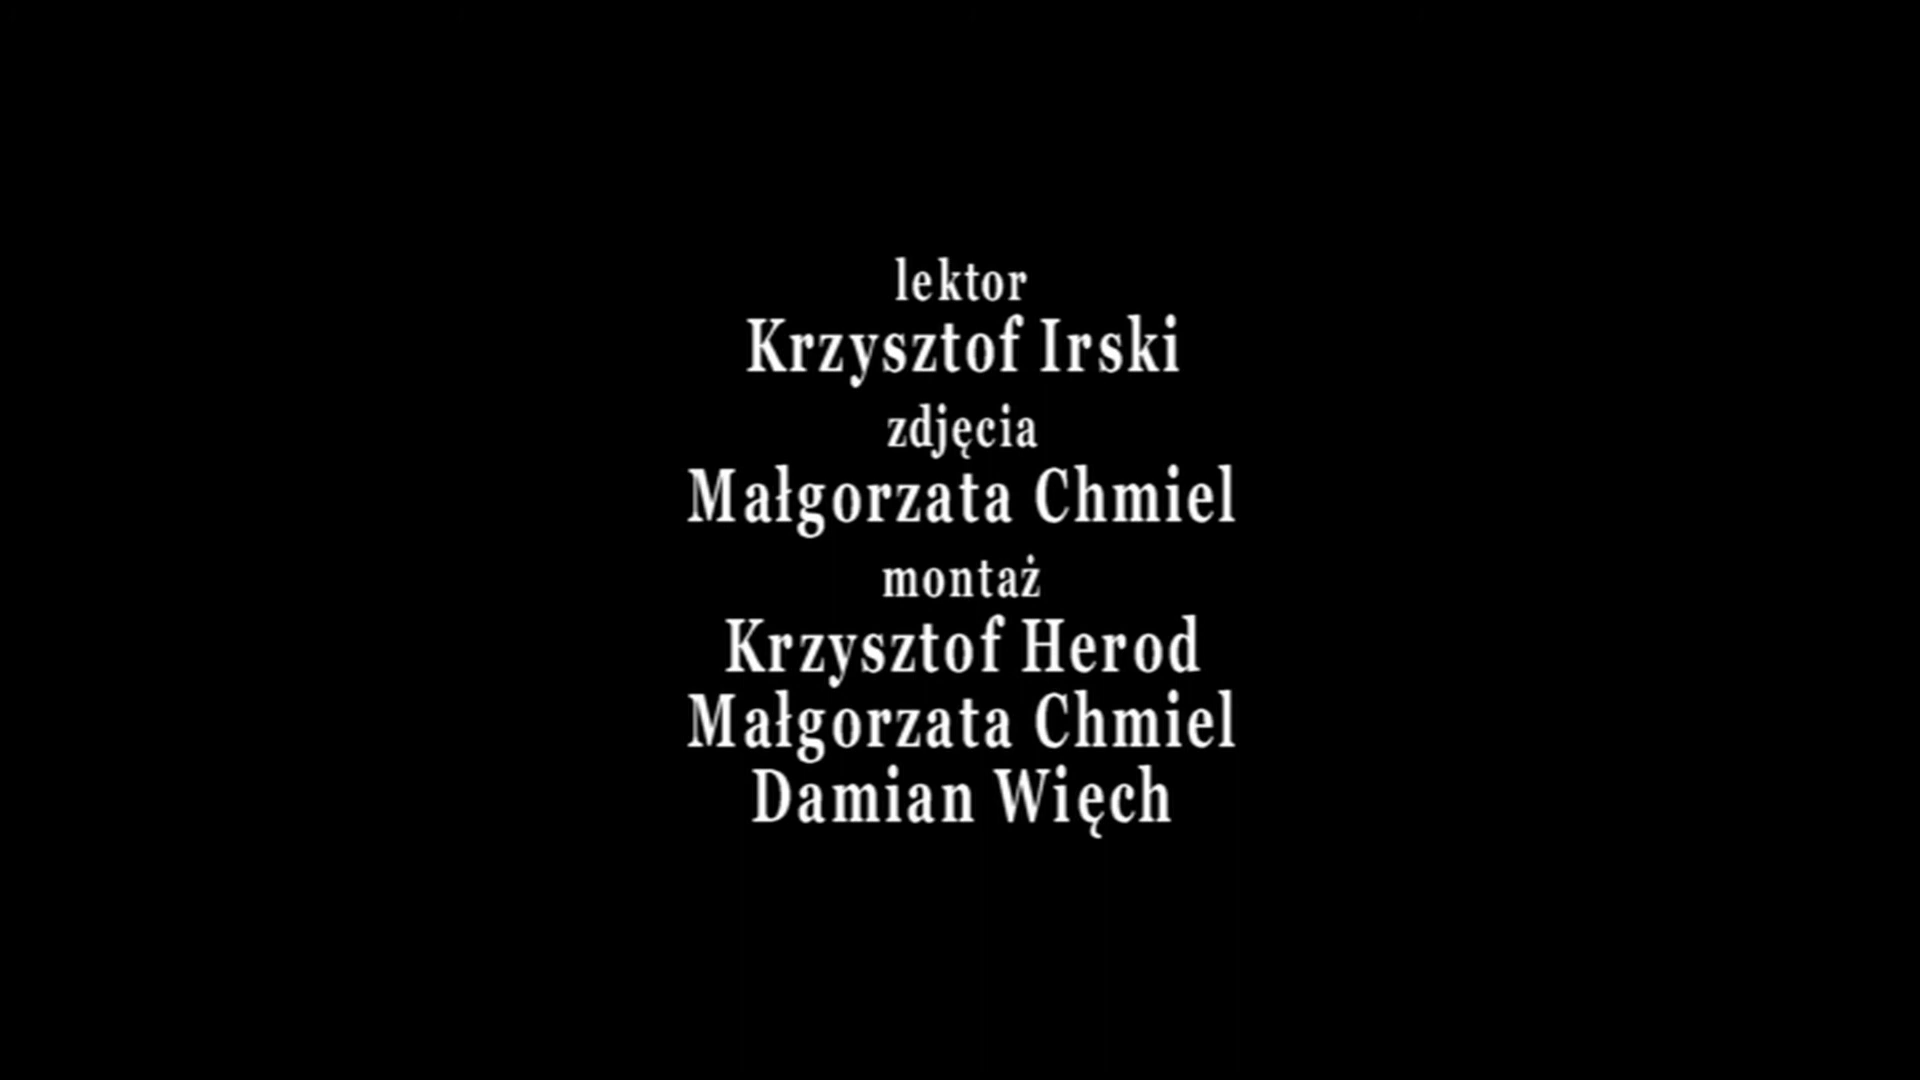 lektor
Krzysztof Irski
zdjęcia
Małgorzata Chmiel
montaż
Krzysztof Herod
Małgorzata Chmiel
Damian Więch